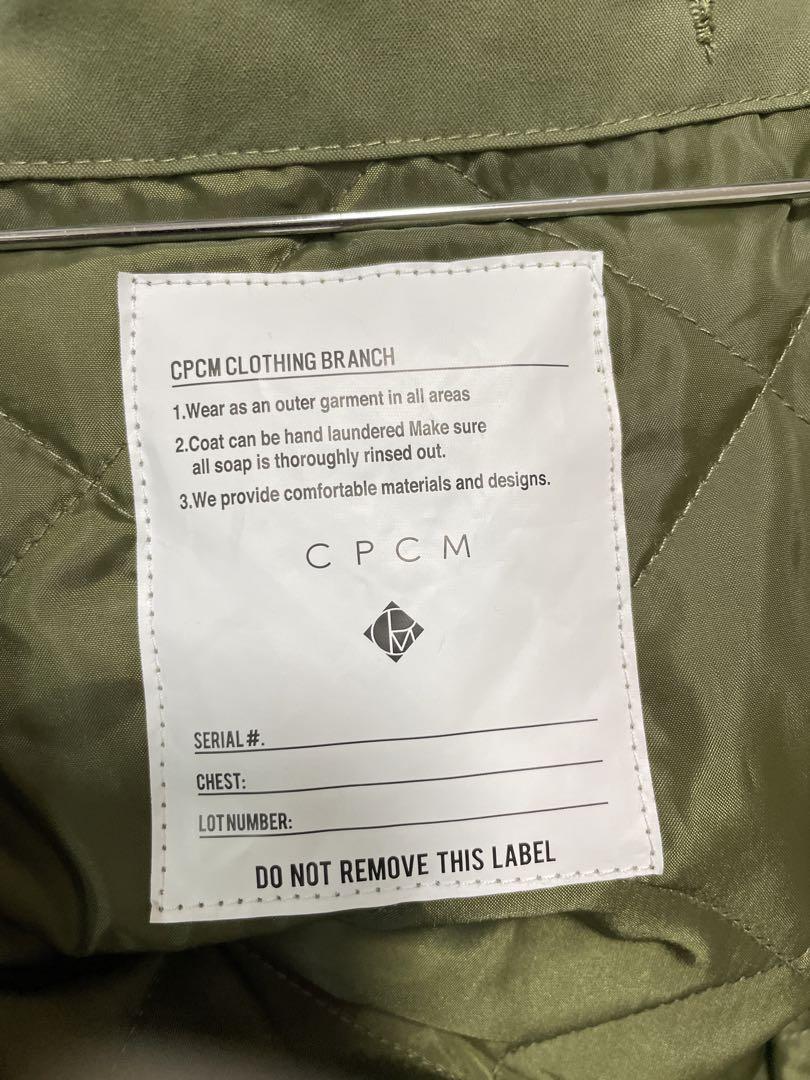 CPCM CLOTHING BRANCH
1.Wear as an outer garment in all areas
2.Coat can be hand laundered Make sure
all soap is thoroughly rinsed out.
3.We provide comfortable materials and designs.
CPCM
SERIAL#.
CHEST:
LOT NUMBER:
DO NOT REMOVE THIS LABEL